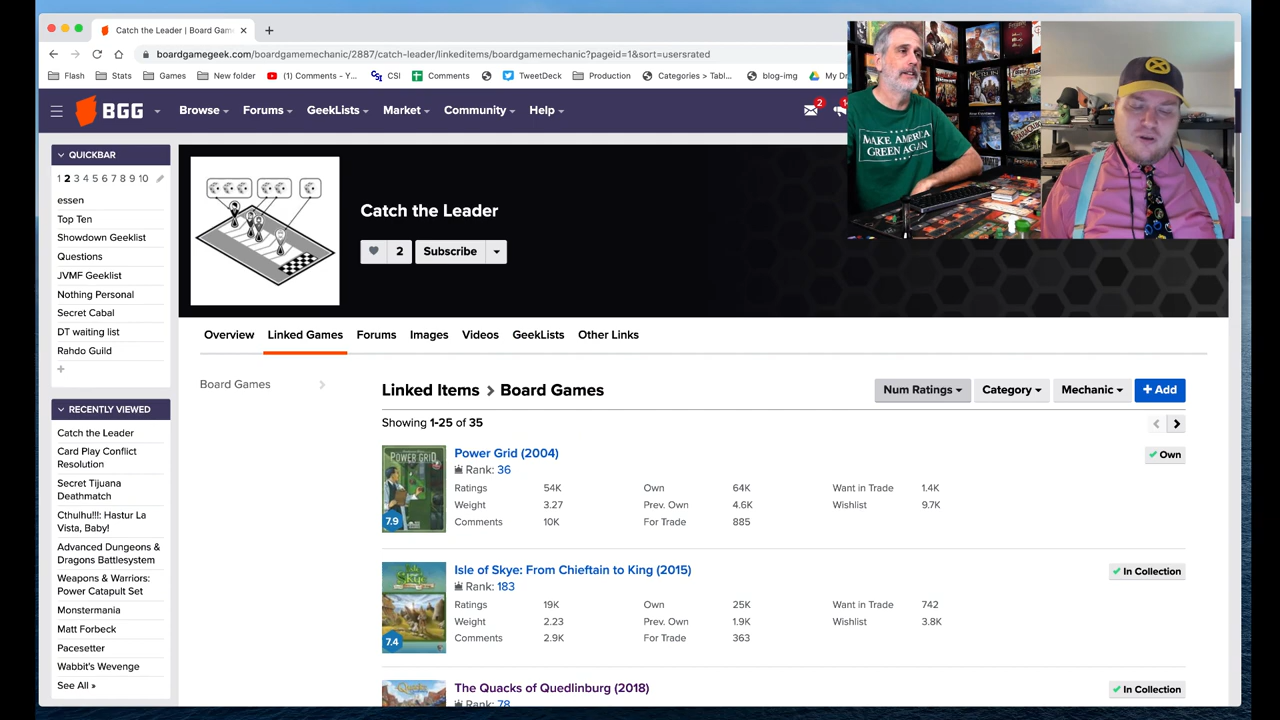 Catch the Leader | Board Game
boardgamegeek.com/boardgamemechanic/2887/catch-leader/linkeditems/boardgamemechanic?pageid=1&sort=usersrated
Flash
Stats
Games
New folder
(1) Comments - Y...
CSI
Comments
TweetDeck
Production
Categories > Tabl...
blog-img
My Dr
BGG
Browse
Forums
GeekLists
Market
Community
Help
2
MAKE AMERICA
GREEN AGAIN
QUICKBAR
1 2 3 4 5 6 7 8 9 10
essen
Top Ten
Showdown Geeklist
Questions
JVMF Geeklist
Nothing Personal
Secret Cabal
DT waiting list
Rahdo Guild
+
RECENTLY VIEWED
Catch the Leader
Card Play Conflict
Resolution
Secret Tijuana
Deathmatch
Cthulhu!!!: Hastur La
Vista, Baby!
Advanced Dungeons &
Dragons Battlesystem
Weapons & Warriors:
Power Catapult Set
Monstermania
Matt Forbeck
Pacesetter
Wabbit's Wevenge
See All »
Catch the Leader
2
Subscribe
Overview
Linked Games
Forums
Images
Videos
GeekLists
Other Links
Board Games
Linked Items > Board Games
Num Ratings
Category
Mechanic
+ Add
Showing 1-25 of 35
POWER GRID
7.9
Power Grid (2004)
Own
Rank: 36
Ratings 54K Own 64K Want in Trade 1.4K
Weight 3.27 Prev. Own 4.6K Wishlist 9.7K
Comments 10K For Trade 885
7.4
Isle of Skye: From Chieftain to King (2015)
In Collection
Rank: 183
Ratings 19K Own 25K Want in Trade 742
Weight 2.23 Prev. Own 1.9K Wishlist 3.8K
Comments 2.9K For Trade 363
The Quacks of Quedlinburg (2018)
In Collection
Rank: 78